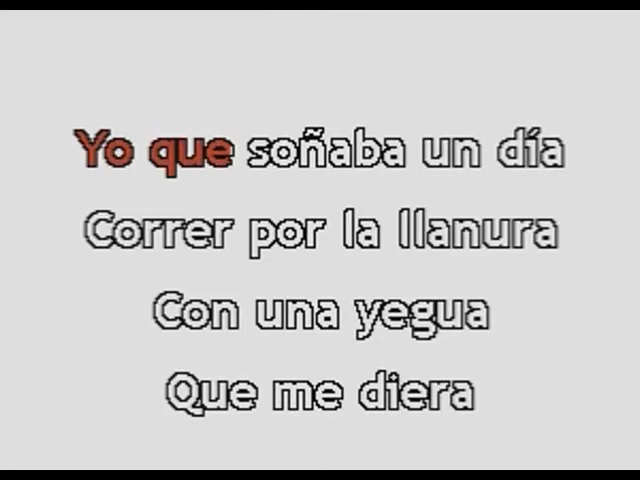 Yo que soñaba un día
Correr por la llanura
Con una yegua
Que me diera